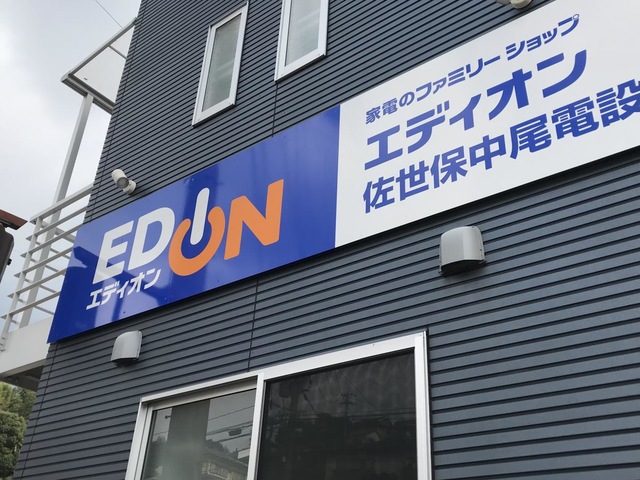 EDION
エディオン
家電のファミリーショップ
エディオン
佐世保中尾電設